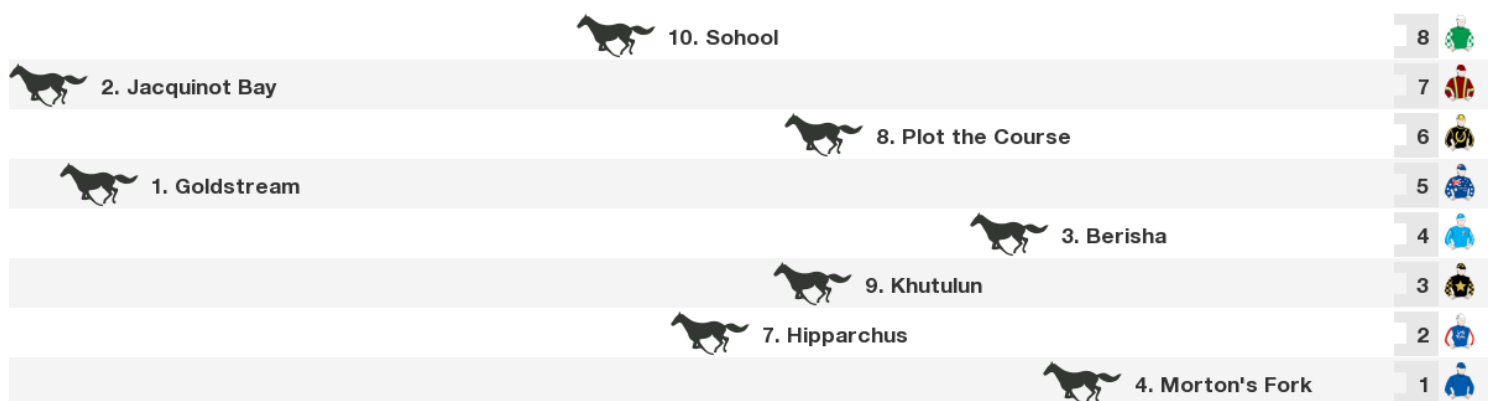 10. Sohool 8
2. Jacquinot Bay 7
8. Plot the Course 6
1. Goldstream 5
3. Berisha 4
9. Khutulun 3
7. Hipparchus 2
4. Morton's Fork 1